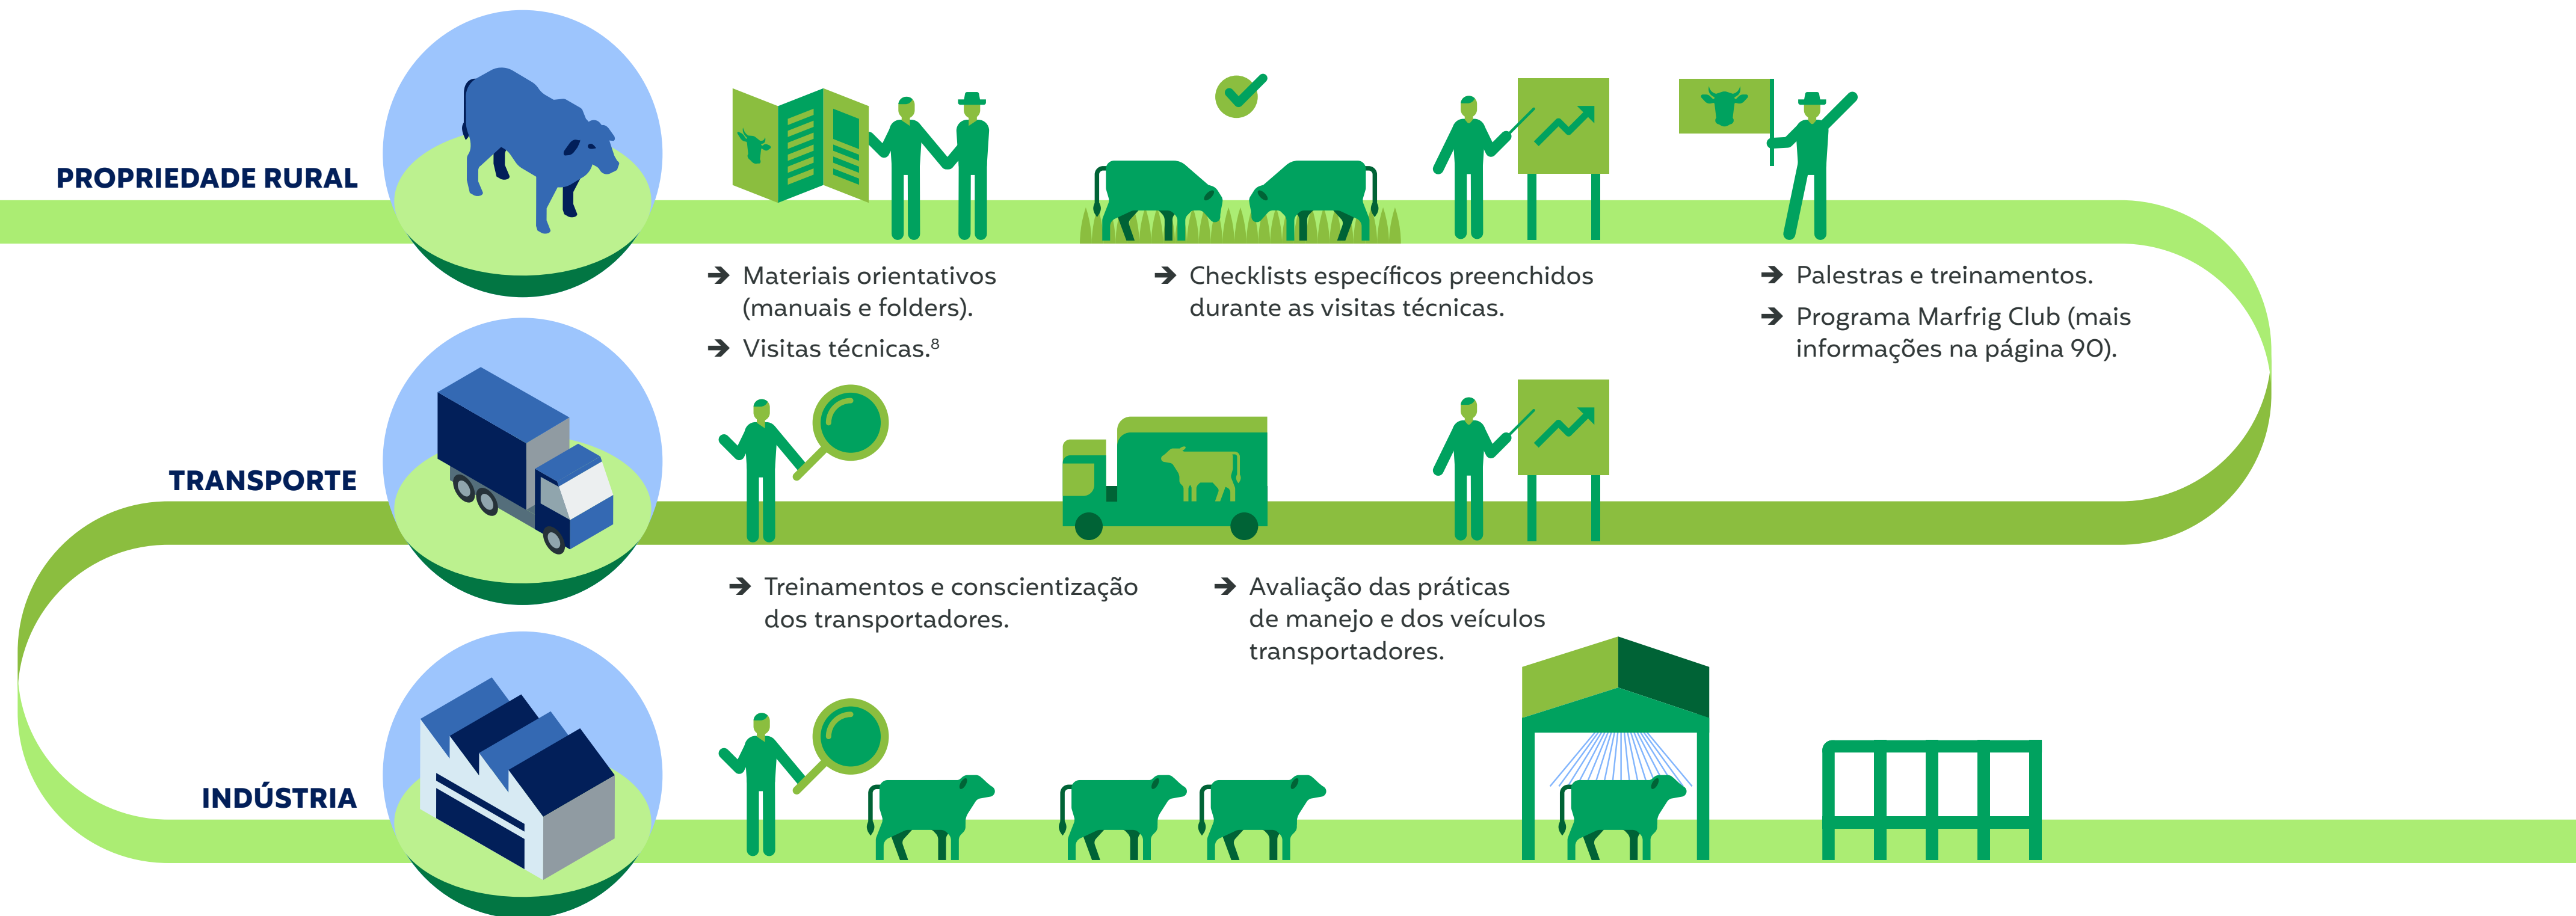 PROPRIEDADE RURAL
➔ Materiais orientativos
(manuais e folders).
➔ Visitas técnicas.⁸
➔ Checklists específicos preenchidos
durante as visitas técnicas.
➔ Palestras e treinamentos.
➔ Programa Marfrig Club (mais
informações na página 90).
TRANSPORTE
➔ Treinamentos e conscientização
dos transportadores.
➔ Avaliação das práticas
de manejo e dos veículos
transportadores.
INDÚSTRIA